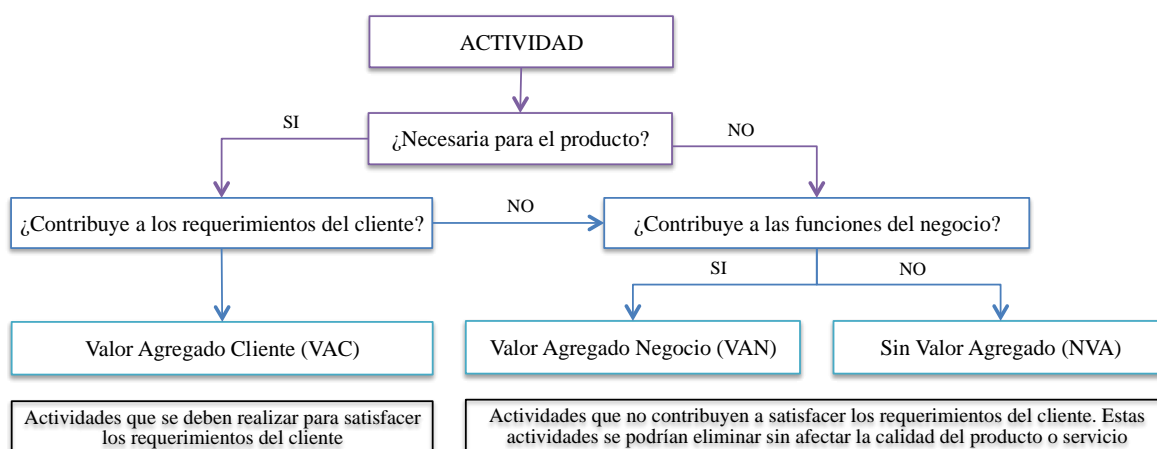 ACTIVIDAD
SI
¿Necesaria para el producto?
NO
¿Contribuye a los requerimientos del cliente?
NO
¿Contribuye a las funciones del negocio?
SI
NO
Valor Agregado Cliente (VAC)
Valor Agregado Negocio (VAN)
Sin Valor Agregado (NVA)
Actividades que se deben realizar para satisfacer
los requerimientos del cliente
Actividades que no contribuyen a satisfacer los requerimientos del cliente. Estas
actividades se podrían eliminar sin afectar la calidad del producto o servicio